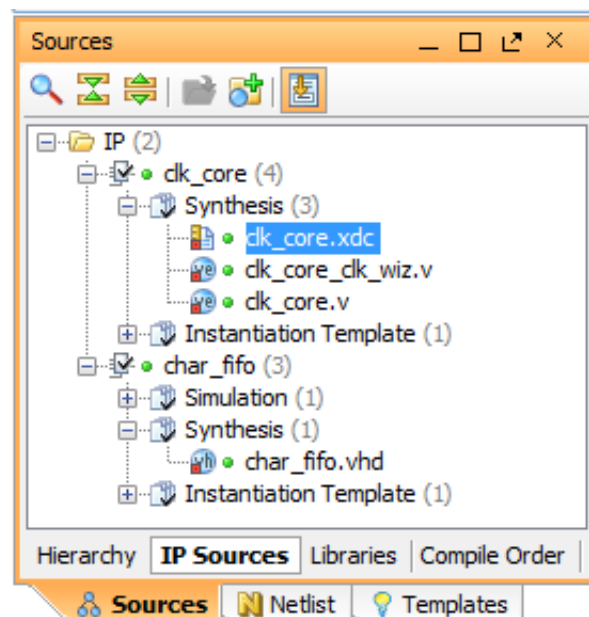 Sources
IP (2)
clk_core (4)
Synthesis (3)
clk_core.xdc
clk_core_clk_wiz.v
clk_core.v
Instantiation Template (1)
char_fifo (3)
Simulation (1)
Synthesis (1)
char_fifo.vhd
Instantiation Template (1)
Hierarchy IP Sources Libraries Compile Order
Sources Netlist Templates